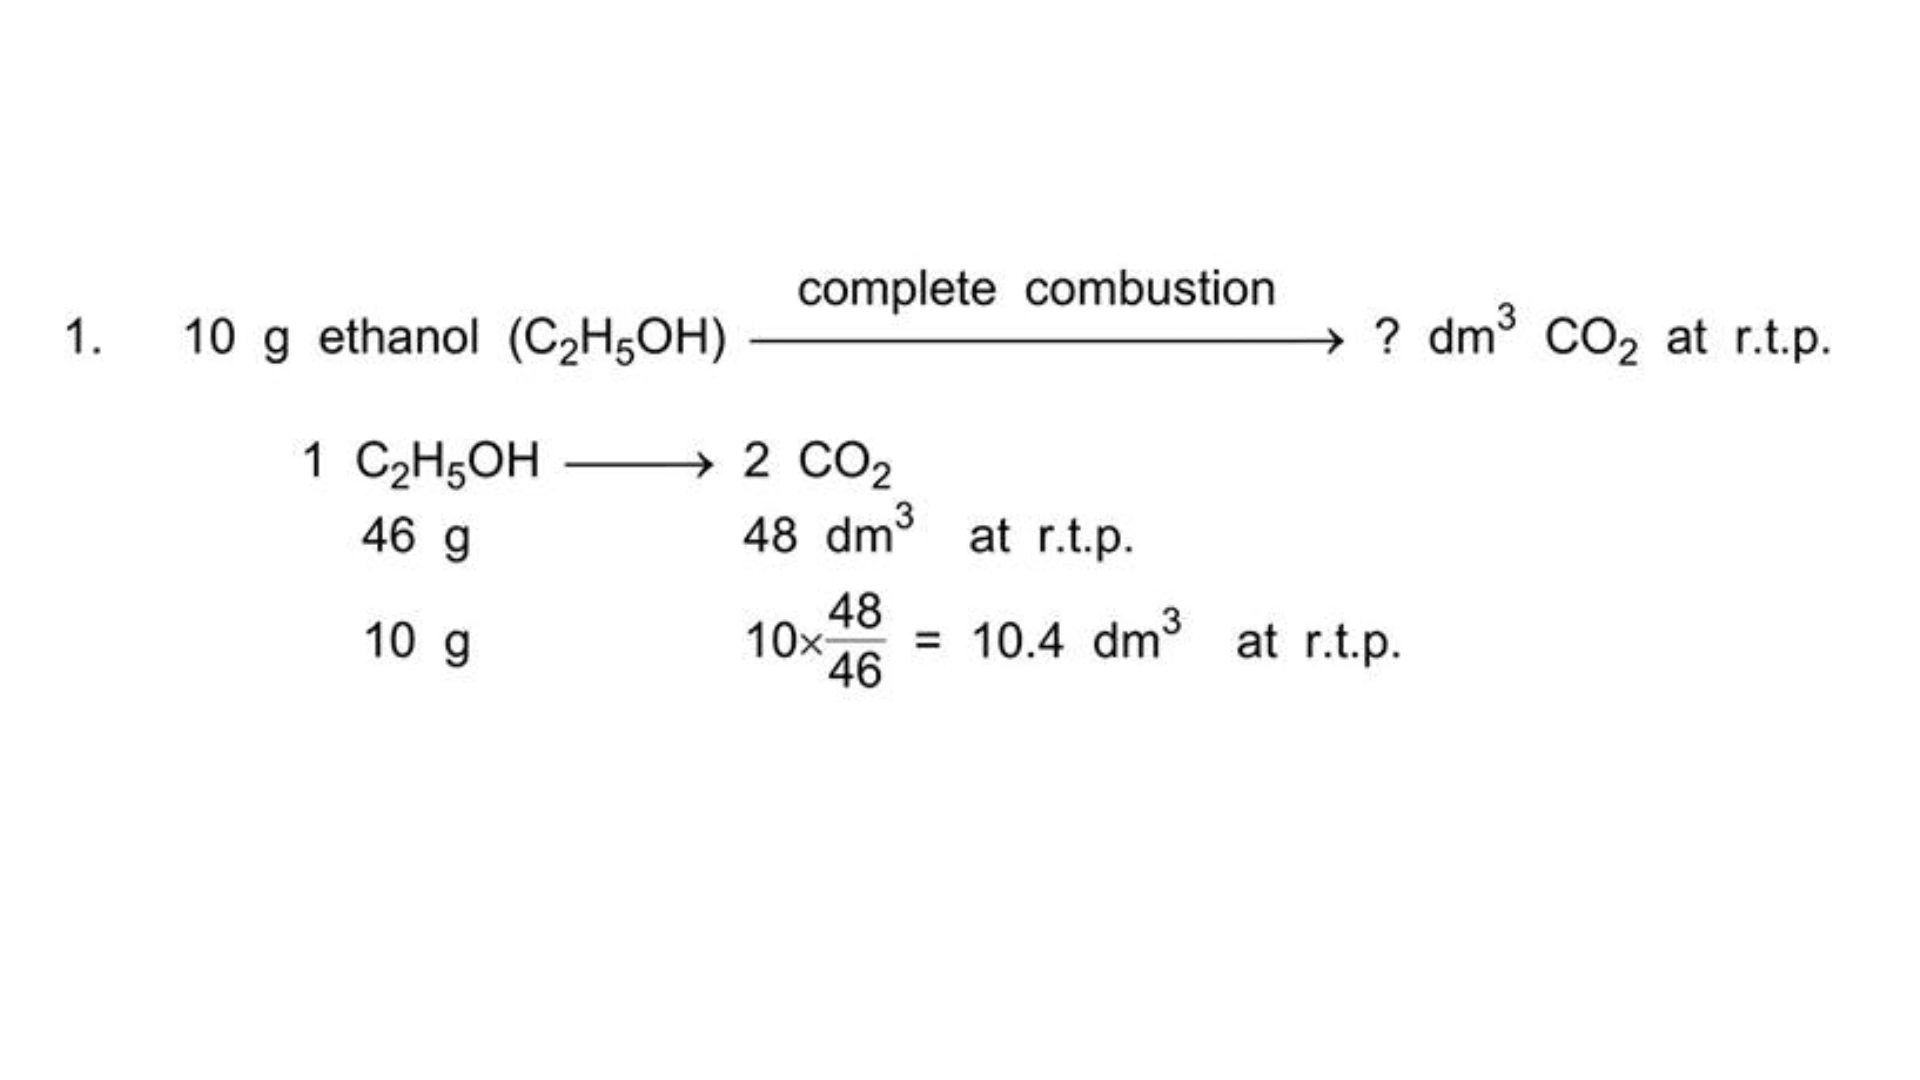 complete combustion
1. 10 g ethanol (C₂H₅OH) ⟶ ? dm³ CO₂ at r.t.p.
1 C₂H₅OH ⟶ 2 CO₂
46 g 48 dm³ at r.t.p.
10 g 10×48/46 = 10.4 dm³ at r.t.p.